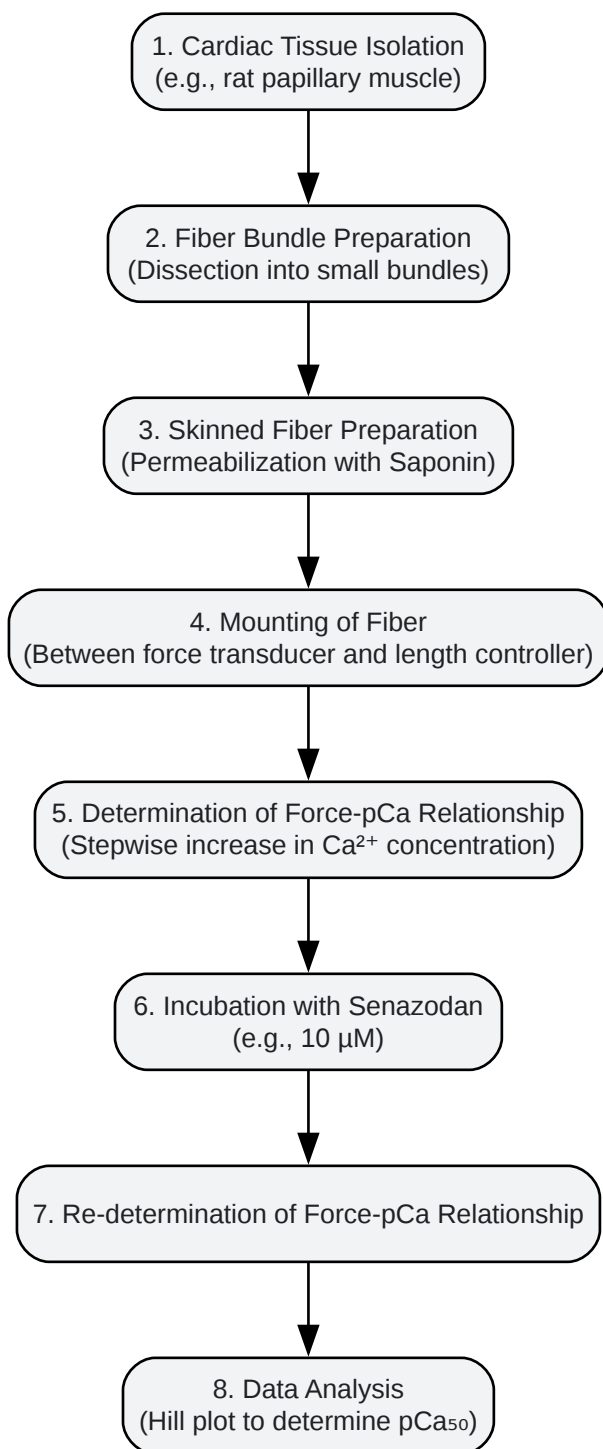 1. Cardiac Tissue Isolation
(e.g., rat papillary muscle)
2. Fiber Bundle Preparation
(Dissection into small bundles)
3. Skinned Fiber Preparation
(Permeabilization with Saponin)
4. Mounting of Fiber
(Between force transducer and length controller)
5. Determination of Force-pCa Relationship
(Stepwise increase in Ca²⁺ concentration)
6. Incubation with Senazodan
(e.g., 10 µM)
7. Re-determination of Force-pCa Relationship
8. Data Analysis
(Hill plot to determine pCa₅₀)